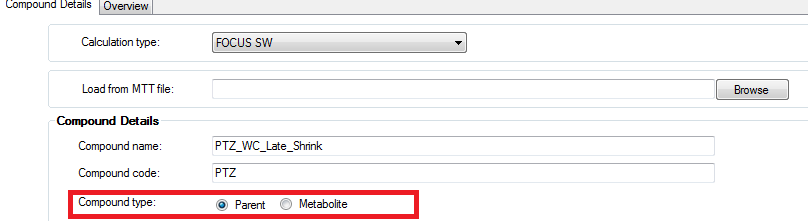 Compound Details Overview
Calculation type: FOCUS SW
Load from MTT file: Browse
Compound Details
Compound name: PTZ_WC_Late_Shrink
Compound code: PTZ
Compound type: Parent Metabolite